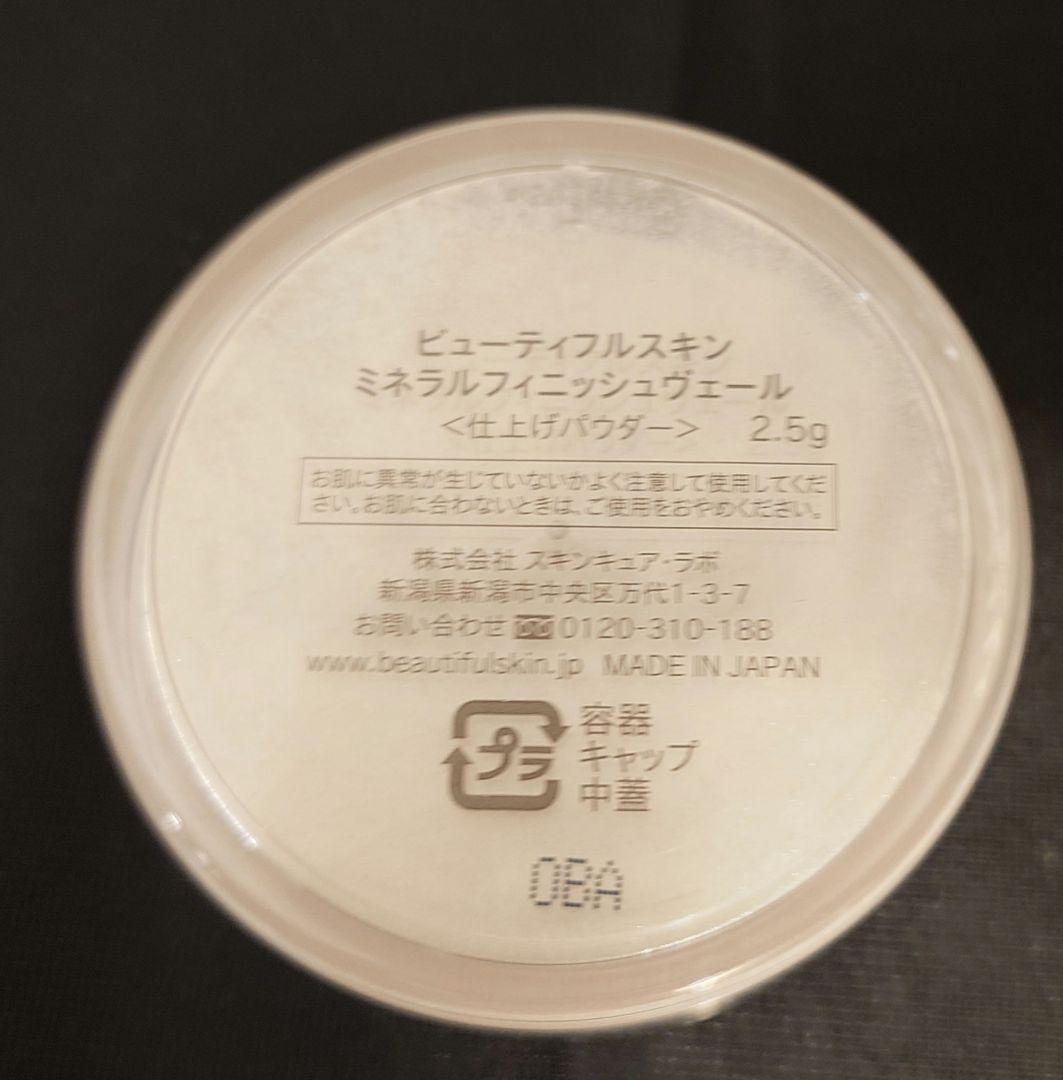 ビューティフルスキン
ミネラルフィニッシュヴェール
＜仕上げパウダー＞ 2.5g
お肌に異常が生じていないかよく注意して使用してくだ
さい。お肌に合わないときは、ご使用をおやめください。
株式会社 スキンキュア・ラボ
新潟県新潟市中央区万代1-3-7
お問い合わせ 0120-310-188
www.beautifulskin.jp MADE IN JAPAN
プラ 容器
キャップ
中蓋
OBA